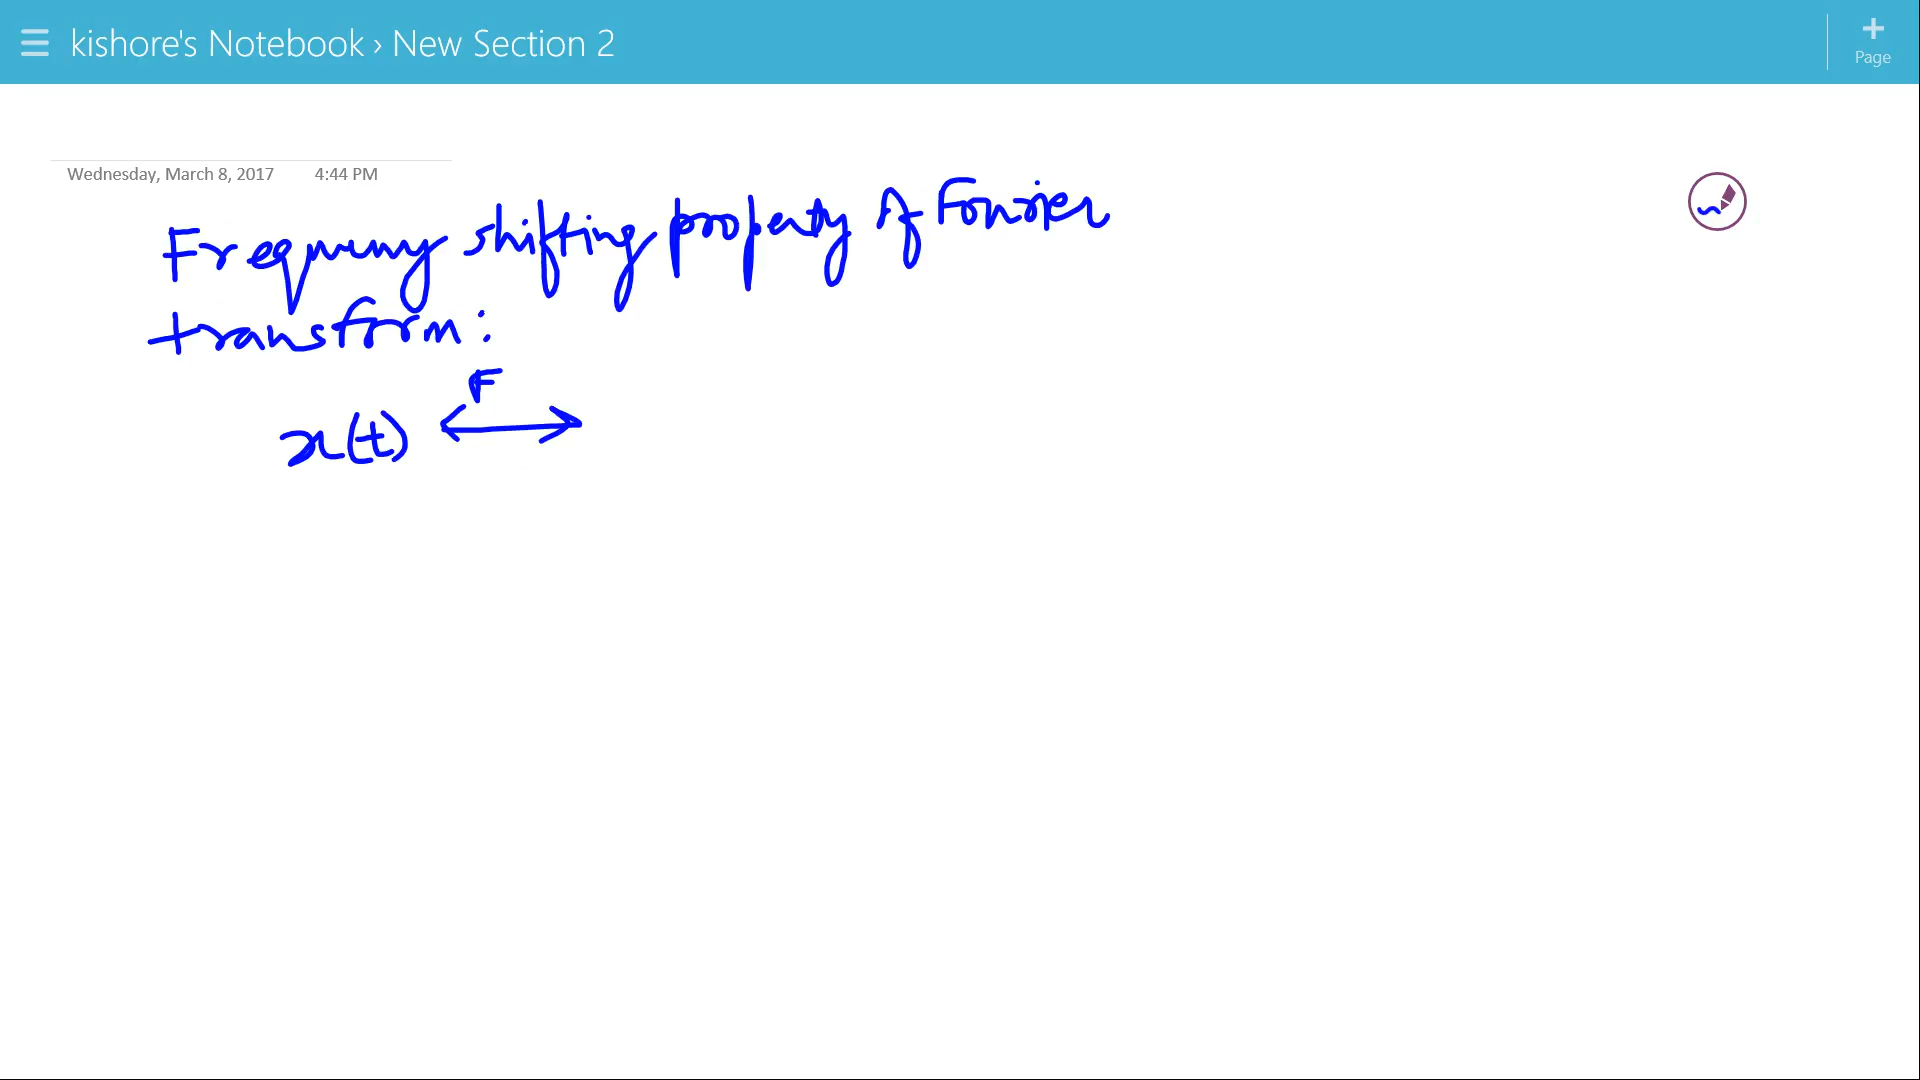 kishore's Notebook › New Section 2
Page
Wednesday, March 8, 2017 4:44 PM
Frequency shifting property of Fourier
transform:
F
x(t) ⟷